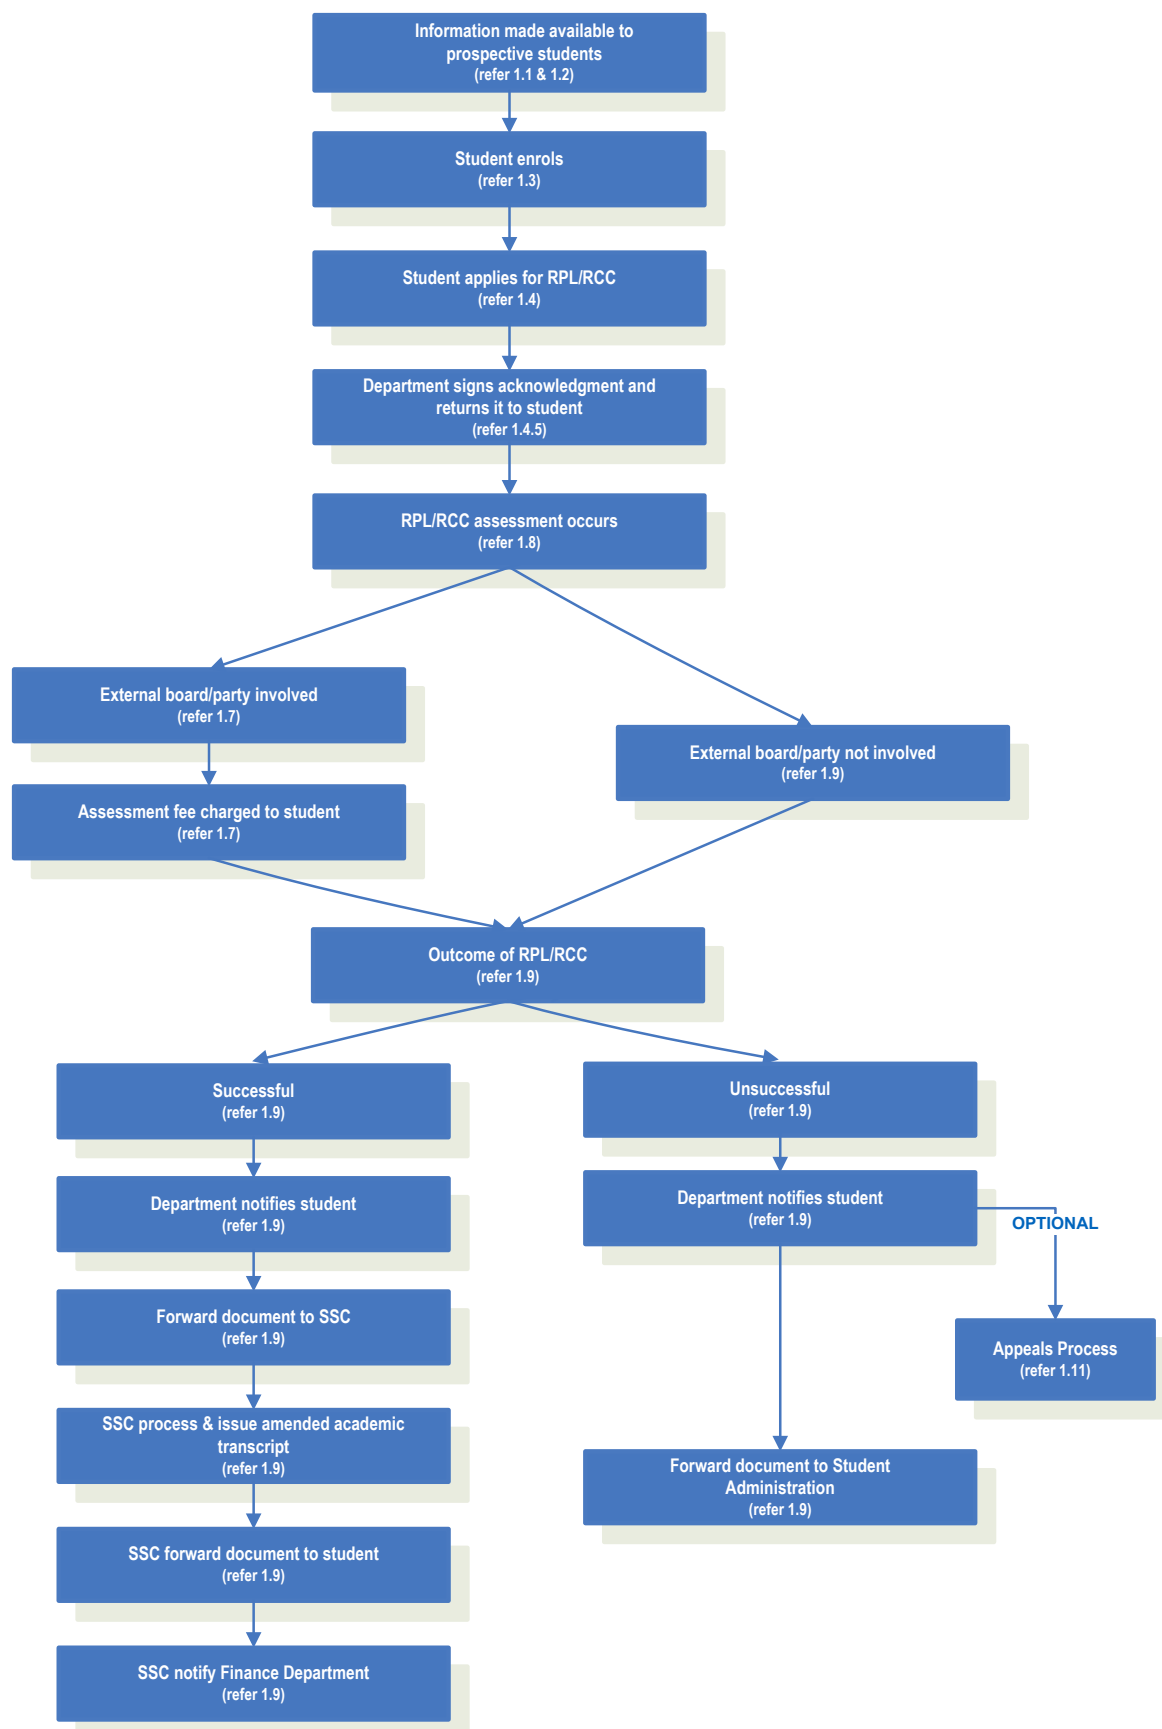 Information made available to
prospective students
(refer 1.1 & 1.2)
Student enrols
(refer 1.3)
Student applies for RPL/RCC
(refer 1.4)
Department signs acknowledgment and
returns it to student
(refer 1.4.5)
RPL/RCC assessment occurs
(refer 1.8)
External board/party involved
(refer 1.7)
External board/party not involved
(refer 1.9)
Assessment fee charged to student
(refer 1.7)
Outcome of RPL/RCC
(refer 1.9)
Successful
(refer 1.9)
Department notifies student
(refer 1.9)
Forward document to SSC
(refer 1.9)
SSC process & issue amended academic
transcript
(refer 1.9)
SSC forward document to student
(refer 1.9)
SSC notify Finance Department
(refer 1.9)
Unsuccessful
(refer 1.9)
Department notifies student
(refer 1.9)
OPTIONAL
Appeals Process
(refer 1.11)
Forward document to Student
Administration
(refer 1.9)